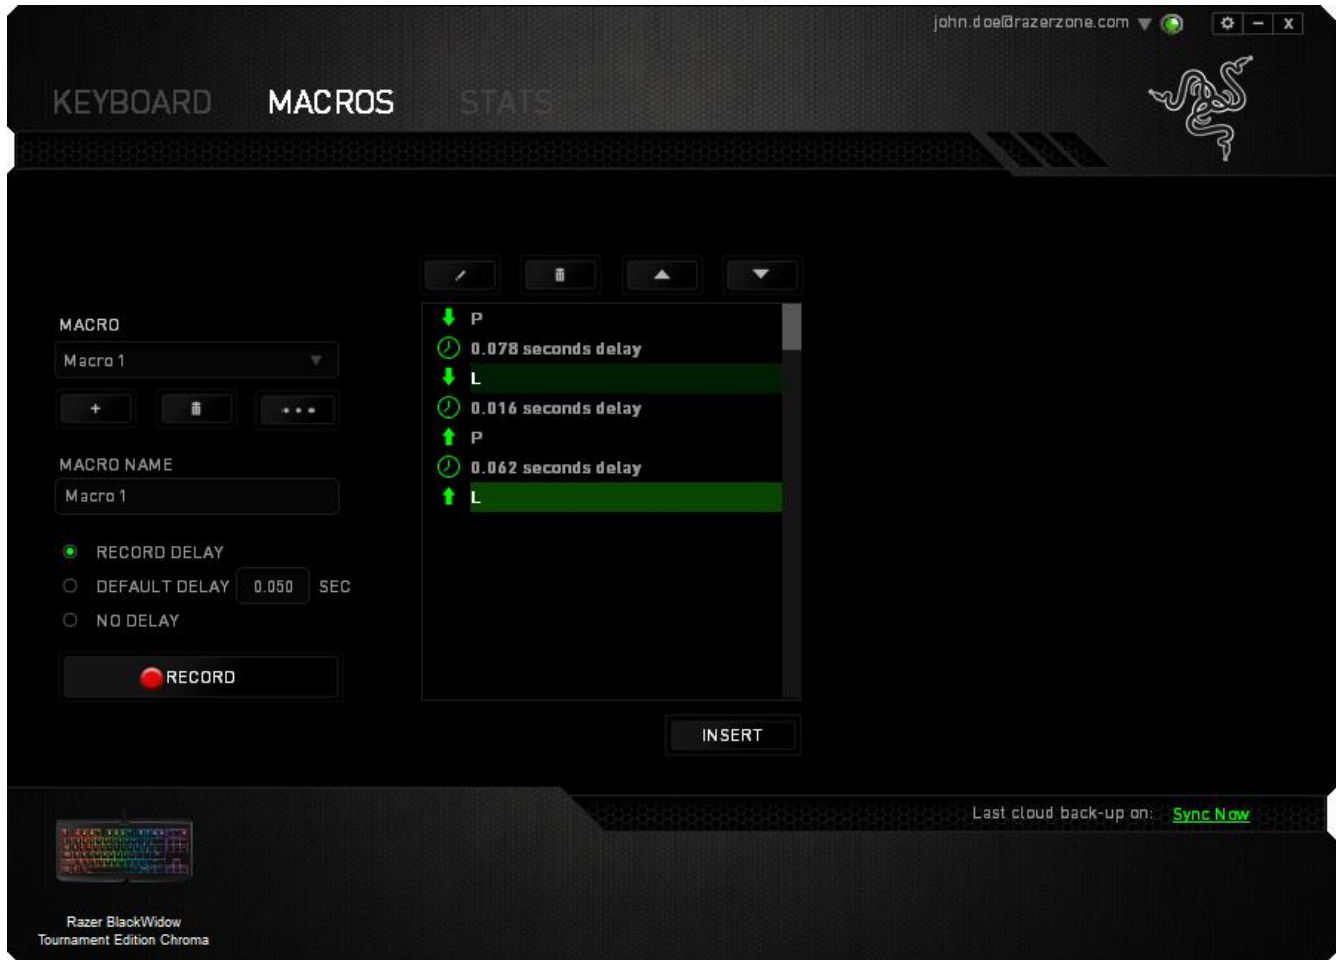 john.doe@razerzone.com
x
KEYBOARD MACROS STATS
MACRO
Macro 1
MACRO NAME
Macro 1
RECORD DELAY
DEFAULT DELAY 0.050 SEC
NO DELAY
RECORD
P
0.078 seconds delay
L
0.016 seconds delay
P
0.062 seconds delay
L
INSERT
Last cloud back-up on: Sync Now
Razer BlackWidow
Tournament Edition Chroma